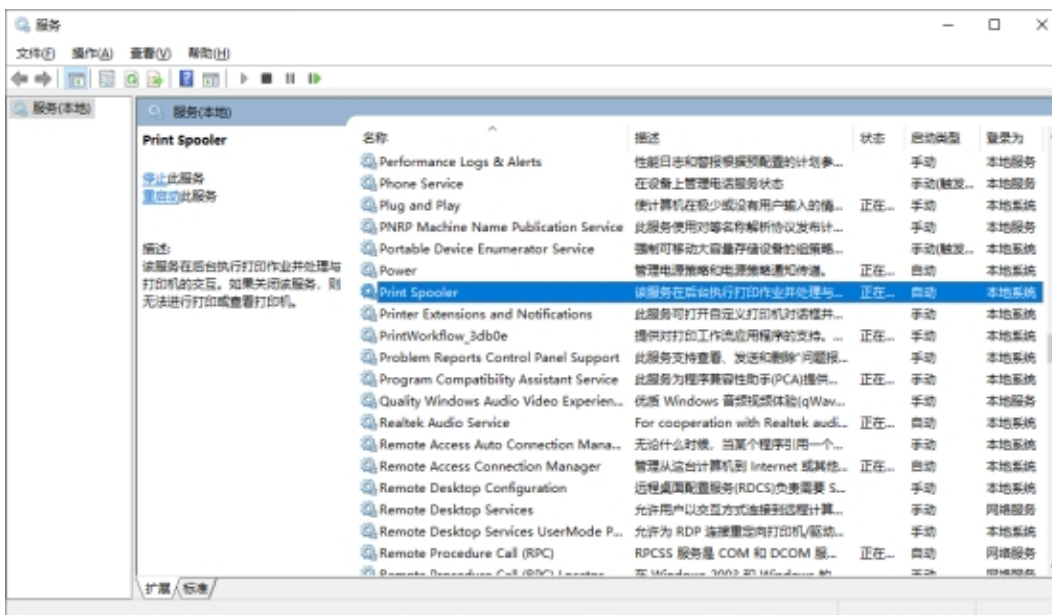 服务
文件(F) 操作(A) 查看(V) 帮助(H)
服务(本地)
服务(本地)
Print Spooler
停止此服务
重启动此服务
描述:
该服务在后台执行打印作业并处理与
打印机的交互。如果关闭该服务，则
无法进行打印或查看打印机。
名称 描述 状态 启动类型 登录为
Performance Logs & Alerts 性能日志和警报根据预配置的计划参... 手动 本地服务
Phone Service 在设备上管理电话服务状态 手动(触发... 本地服务
Plug and Play 使计算机在极少或没有用户输入的情... 正在... 手动 本地系统
PNRP Machine Name Publication Service 此服务使用对等名称解析协议发布计... 手动 本地服务
Portable Device Enumerator Service 强制可移动大容量存储设备的组策略... 手动(触发... 本地系统
Power 管理电源策略和电源策略通知传递。 正在... 自动 本地系统
Print Spooler 该服务在后台执行打印作业并处理与... 正在... 自动 本地系统
Printer Extensions and Notifications 此服务可打开自定义打印机对话框并... 手动 本地系统
PrintWorkflow_3db0e 提供对打印工作流应用程序的支持。... 正在... 手动 本地系统
Problem Reports Control Panel Support 此服务支持查看、发送和删除"问题报... 手动 本地系统
Program Compatibility Assistant Service 此服务为程序兼容性助手(PCA)提供... 正在... 手动 本地系统
Quality Windows Audio Video Experien... 优质 Windows 音频视频体验(qWav... 手动 本地服务
Realtek Audio Service For cooperation with Realtek audi... 正在... 自动 本地系统
Remote Access Auto Connection Mana... 无论什么时候，当某个程序引用一个... 手动 本地系统
Remote Access Connection Manager 管理从这台计算机到 Internet 或其他... 正在... 自动 本地系统
Remote Desktop Configuration 远程桌面配置服务(RDCS)负责需要 S... 手动 本地系统
Remote Desktop Services 允许用户以交互方式连接到远程计算... 手动 网络服务
Remote Desktop Services UserMode P... 允许为 RDP 连接重定向打印机/驱动... 手动 本地系统
Remote Procedure Call (RPC) RPCSS 服务是 COM 和 DCOM 服... 正在... 自动 网络服务
Remote Procedure Call (RPC) Locator 在 Windows 2003 和 Windows 的... 手动 网络服务
扩展 标准